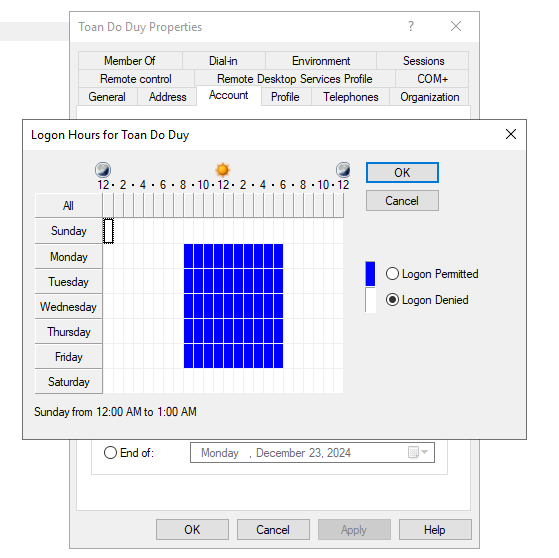 Toan Do Duy Properties ?
Member Of Dial-in Environment Sessions
Remote control Remote Desktop Services Profile COM+
General Address Account Profile Telephones Organization
Logon Hours for Toan Do Duy
12 · 2 · 4 · 6 · 8 · 10 · 12 · 2 · 4 · 6 · 8 · 10 · 12
OK
Cancel
All
Sunday
Monday
Tuesday
Wednesday
Thursday
Friday
Saturday
Logon Permitted
Logon Denied
Sunday from 12:00 AM to 1:00 AM
End of: Monday , December 23, 2024
OK Cancel Apply Help